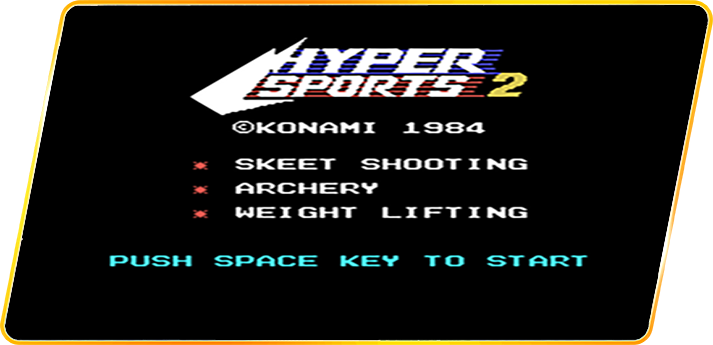 HYPER
SPORTS 2
©KONAMI 1984
SKEET SHOOTING
ARCHERY
WEIGHT LIFTING
PUSH SPACE KEY TO START